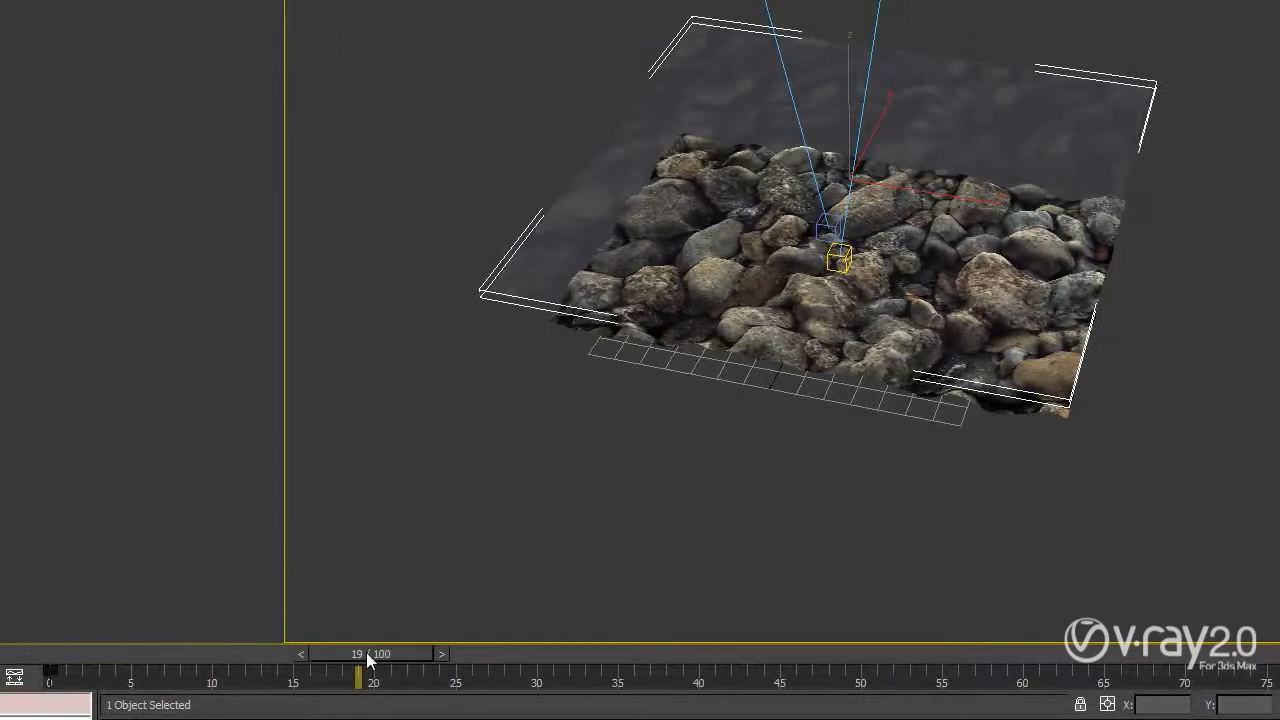 z
< 19 / 100 >
0 5 10 15 20 25 30 35 40 45 50 55 60 65 70 75
1 Object Selected X: Y:
v.ray2.0
For 3ds Max